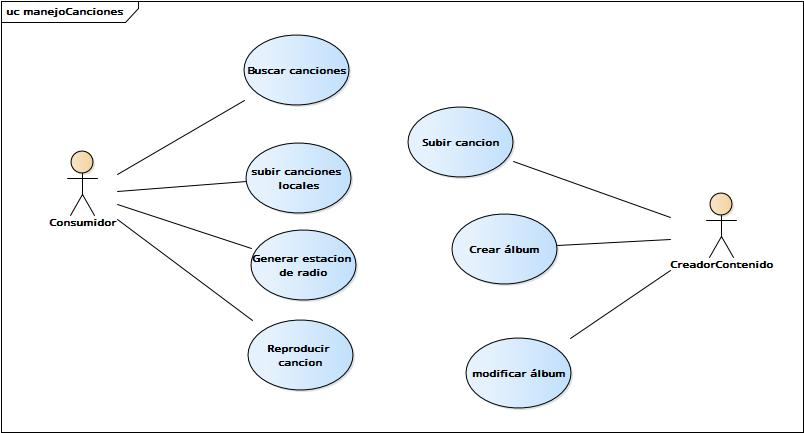 uc manejoCanciones
Buscar canciones
subir canciones
locales
Generar estacion
de radio
Reproducir
cancion
Consumidor
Subir cancion
Crear álbum
modificar álbum
CreadorContenido